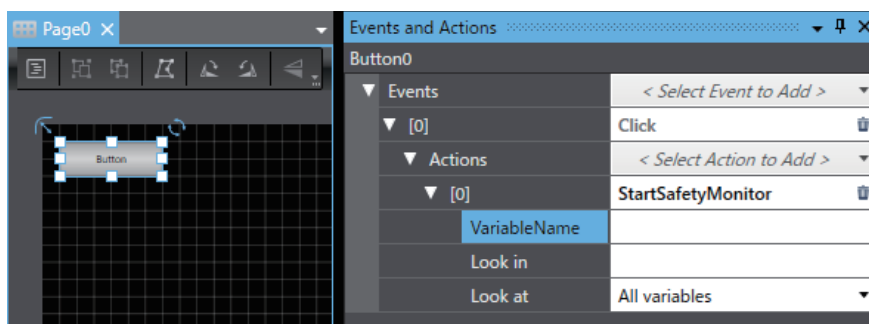 Page0
Button
Events and Actions
Button0
Events < Select Event to Add >
[0] Click
Actions < Select Action to Add >
[0] StartSafetyMonitor
VariableName
Look in
Look at All variables